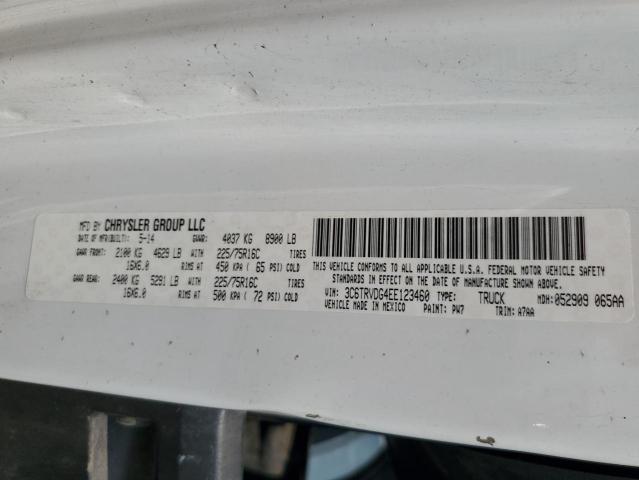 MFD BY CHRYSLER GROUP LLC
DATE OF MFR/BUILT: 5-14 GVWR: 4037 KG 8900 LB
GAWR FRONT: 2100 KG 4629 LB WITH 225/75R16C TIRES
16X6.0 RIMS AT 450 KPA ( 65 PSI) COLD
GAWR REAR: 2400 KG 5291 LB WITH 225/75R16C TIRES
16X6.0 RIMS AT 500 KPA ( 72 PSI) COLD
THIS VEHICLE CONFORMS TO ALL APPLICABLE U.S.A. FEDERAL MOTOR VEHICLE SAFETY
STANDARDS IN EFFECT ON THE DATE OF MANUFACTURE SHOWN ABOVE.
VIN: 3C6TRVDG4EE123460 TYPE: TRUCK MDH: 052909 065AA
VEHICLE MADE IN MEXICO PAINT: PW7 TRIM: A7AA